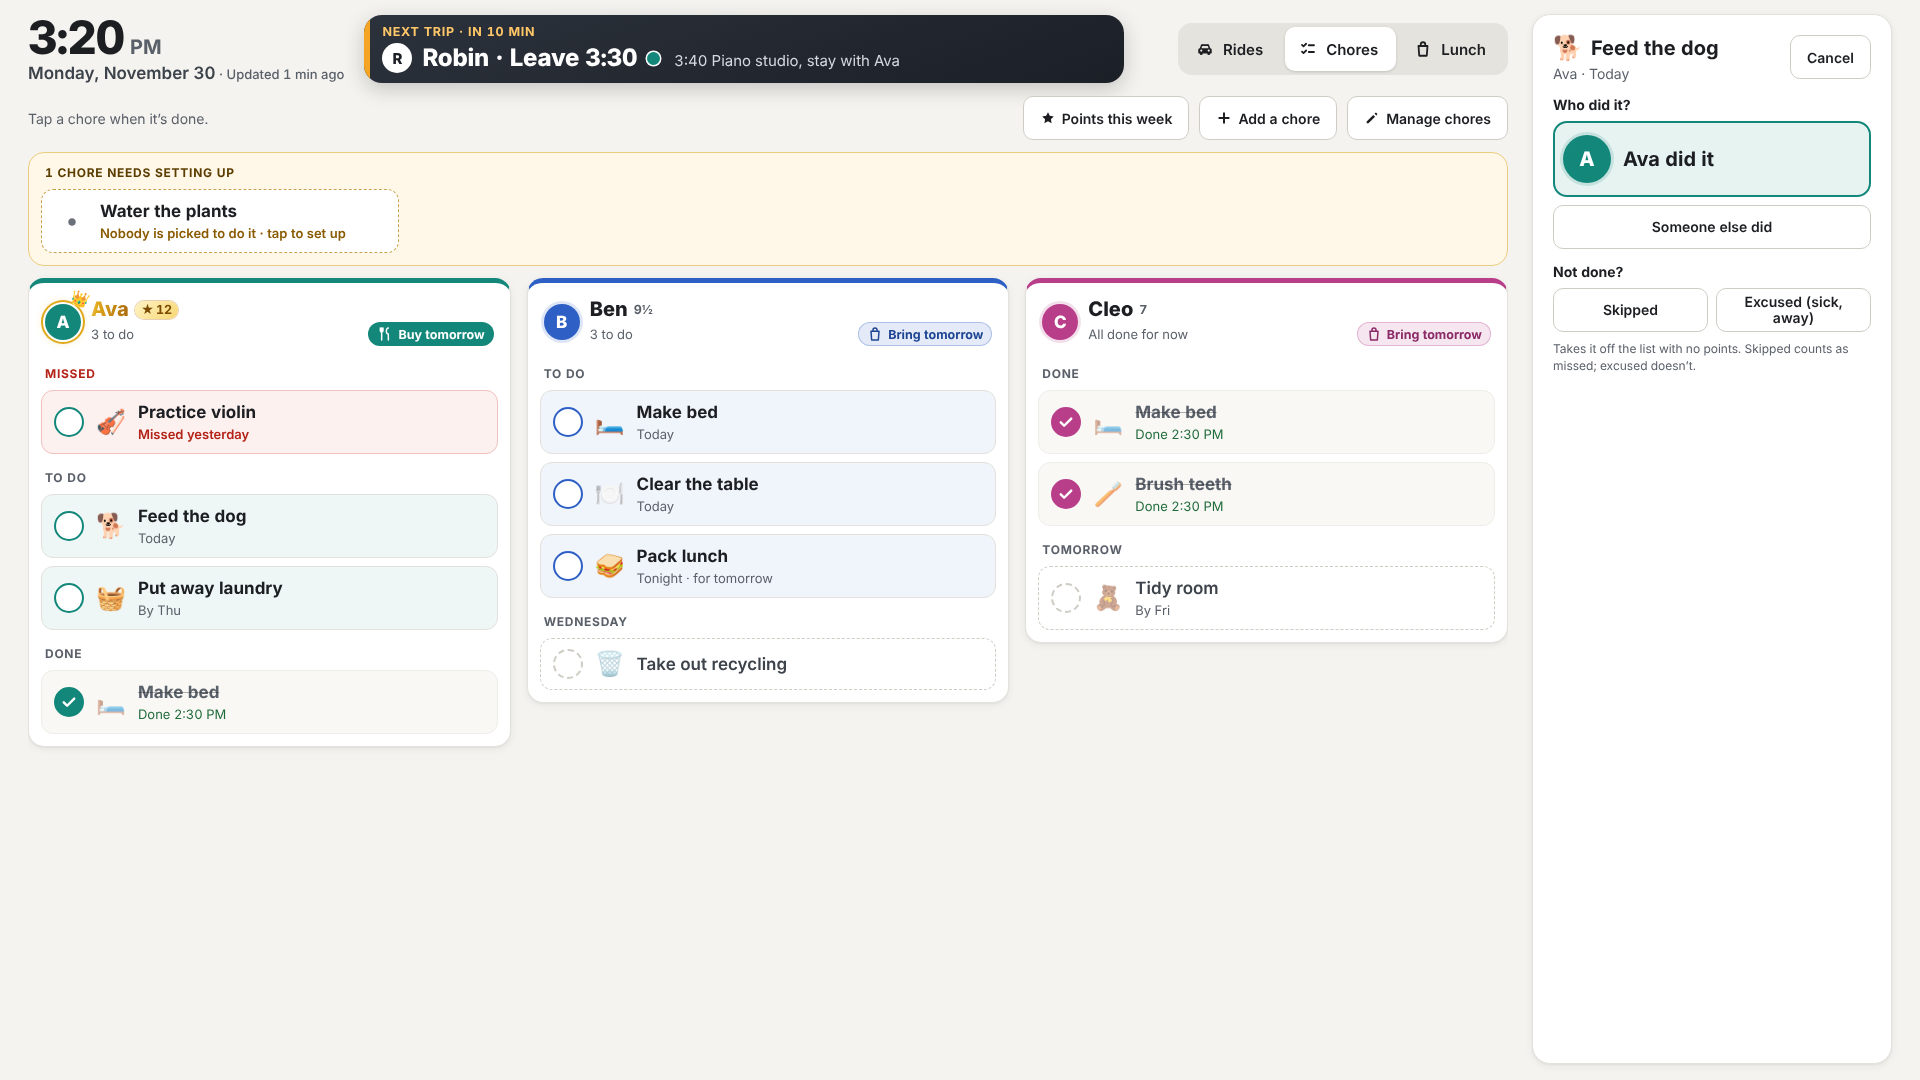 3:20 PM
Monday, November 30 · Updated 1 min ago
NEXT TRIP · IN 10 MIN
R Robin · Leave 3:30 3:40 Piano studio, stay with Ava
Rides
Chores
Lunch
Tap a chore when it’s done.
Points this week
Add a chore
Manage chores
1 CHORE NEEDS SETTING UP
Water the plants
Nobody is picked to do it · tap to set up
A
Ava ★ 12
3 to do
Buy tomorrow
MISSED
Practice violin
Missed yesterday
TO DO
Feed the dog
Today
Put away laundry
By Thu
DONE
Make bed
Done 2:30 PM
B
Ben 9½
3 to do
Bring tomorrow
TO DO
Make bed
Today
Clear the table
Today
Pack lunch
Tonight · for tomorrow
WEDNESDAY
Take out recycling
C
Cleo 7
All done for now
Bring tomorrow
DONE
Make bed
Done 2:30 PM
Brush teeth
Done 2:30 PM
TOMORROW
Tidy room
By Fri
Feed the dog
Ava · Today
Cancel
Who did it?
A Ava did it
Someone else did
Not done?
Skipped
Excused (sick,
away)
Takes it off the list with no points. Skipped counts as
missed; excused doesn’t.